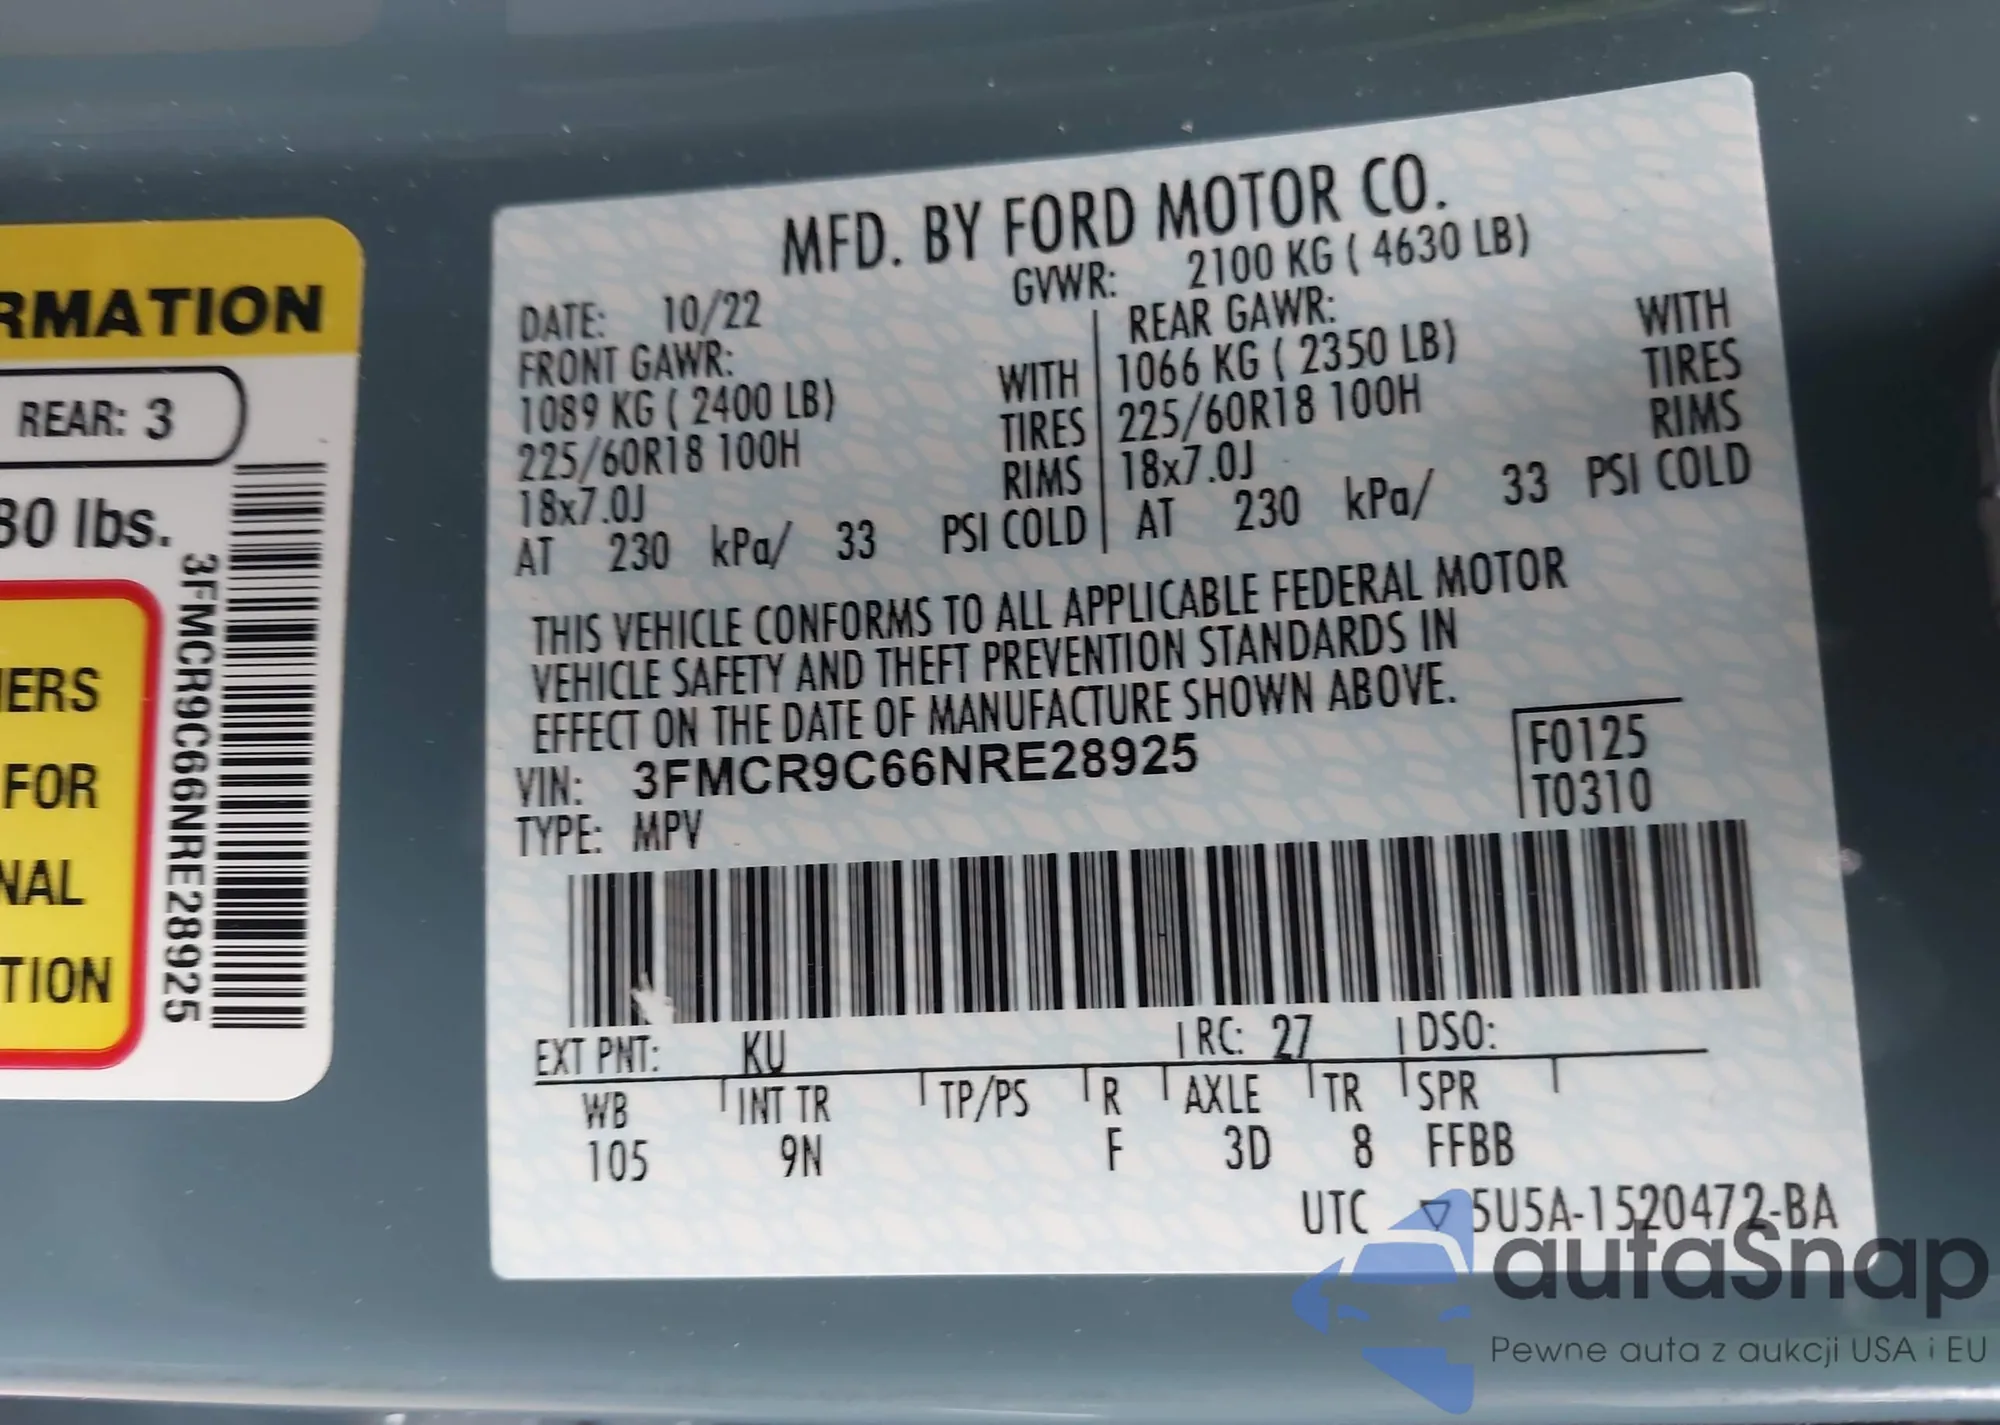 RMATION
REAR: 3
30 lbs.
3FMCR9C66NRE28925
IERS
FOR
NAL
TION
MFD. BY FORD MOTOR CO.
DATE: 10/22 GVWR: 2100 KG ( 4630 LB)
FRONT GAWR: REAR GAWR:
1089 KG ( 2400 LB) WITH 1066 KG ( 2350 LB) WITH
225/60R18 100H TIRES 225/60R18 100H TIRES
18x7.0J RIMS 18x7.0J RIMS
AT 230 kPa/ 33 PSI COLD AT 230 kPa/ 33 PSI COLD
THIS VEHICLE CONFORMS TO ALL APPLICABLE FEDERAL MOTOR
VEHICLE SAFETY AND THEFT PREVENTION STANDARDS IN
EFFECT ON THE DATE OF MANUFACTURE SHOWN ABOVE.
VIN: 3FMCR9C66NRE28925
TYPE: MPV
F0125
T0310
EXT PNT: KU RC: 27 DSO:
WB INT TR TP/PS R AXLE TR SPR
105 9N F 3D 8 FFBB
UTC ▽ 5U5A-1520472-BA
autaSnap
Pewne auta z aukcji USA i EU